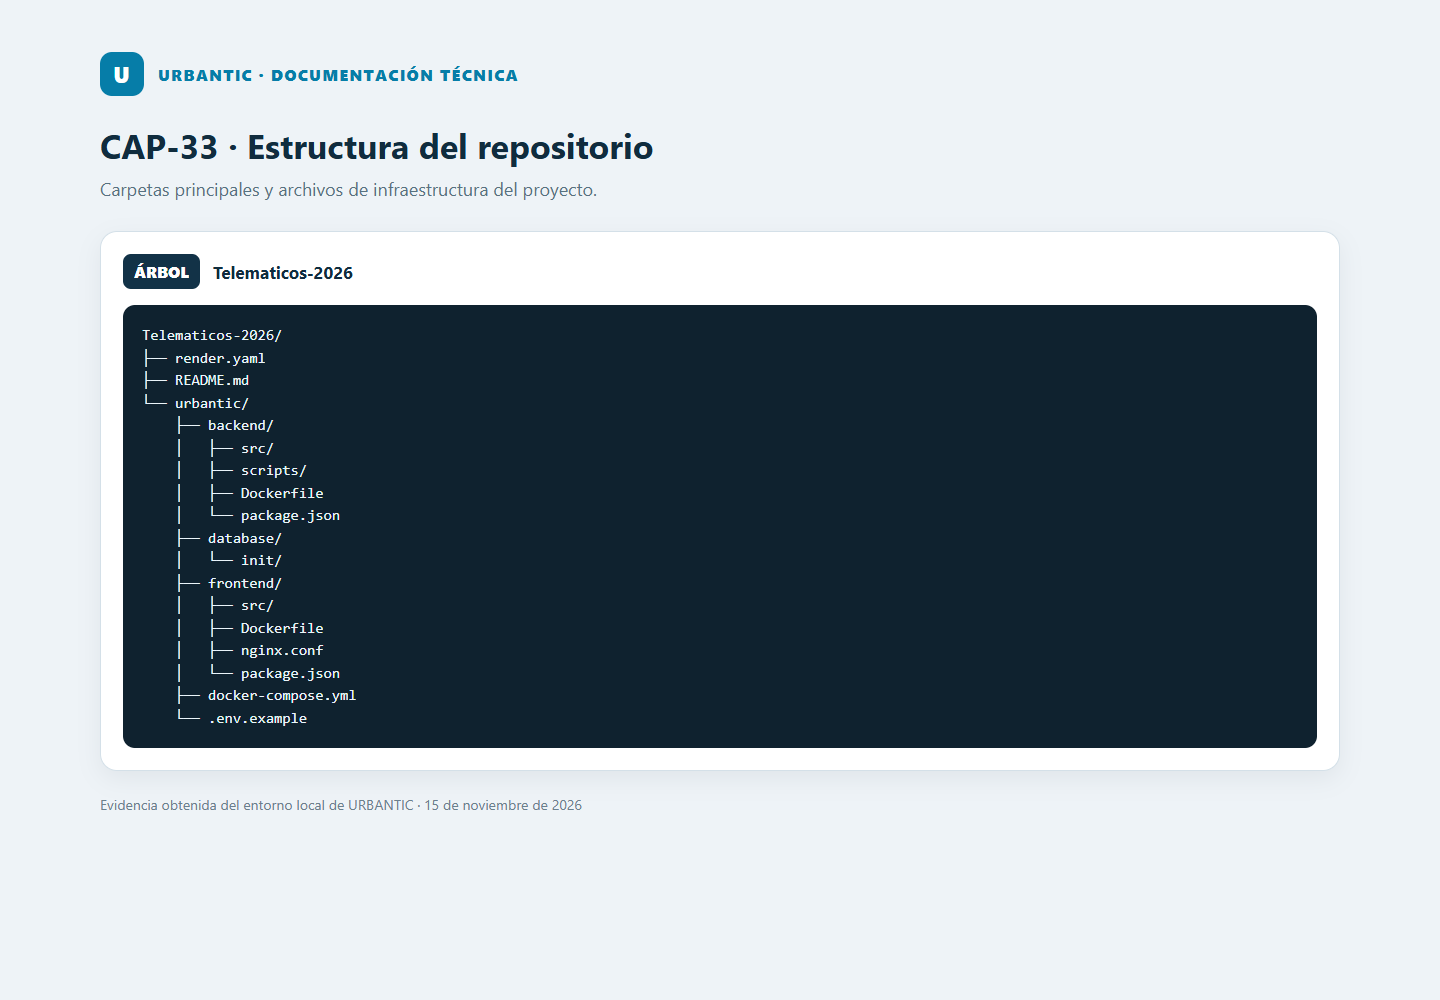 U
URBANTIC · DOCUMENTACIÓN TÉCNICA
CAP-33 · Estructura del repositorio
Carpetas principales y archivos de infraestructura del proyecto.
ÁRBOL Telematicos-2026
Telematicos-2026/
├── render.yaml
├── README.md
└── urbantic/
    ├── backend/
    │   ├── src/
    │   ├── scripts/
    │   ├── Dockerfile
    │   └── package.json
    ├── database/
    │   └── init/
    ├── frontend/
    │   ├── src/
    │   ├── Dockerfile
    │   ├── nginx.conf
    │   └── package.json
    ├── docker-compose.yml
    └── .env.example
Evidencia obtenida del entorno local de URBANTIC · 15 de noviembre de 2026